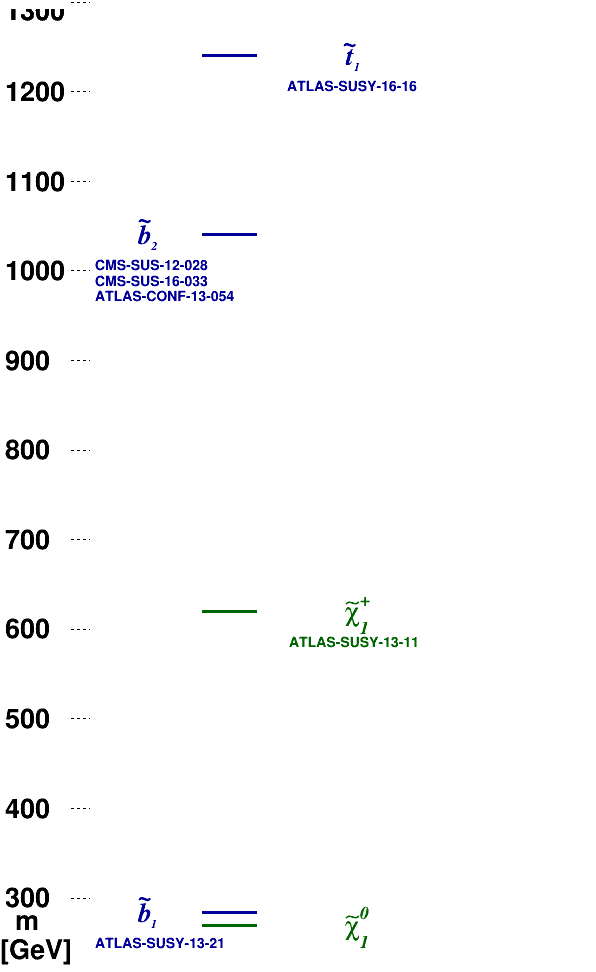 1300
t̃₁
ATLAS-SUSY-16-16
1200
1100
b̃₂
CMS-SUS-12-028
1000
CMS-SUS-16-033
ATLAS-CONF-13-054
900
800
700
χ̃₁⁺
600
ATLAS-SUSY-13-11
500
400
300
b̃₁
χ̃₁⁰
m
[GeV]
ATLAS-SUSY-13-21